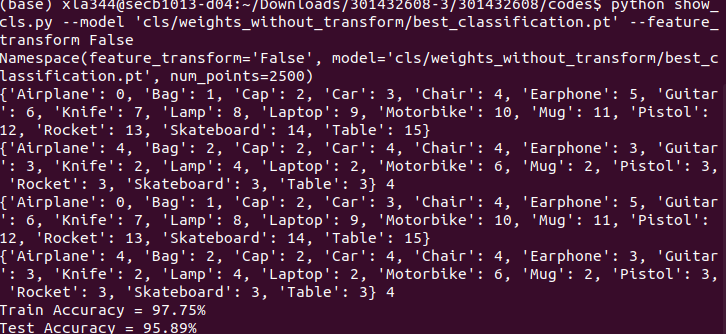 (base) xla344@secb1013-d04:~/Downloads/301432608-3/301432608/codes$ python show_
cls.py --model 'cls/weights_without_transform/best_classification.pt' --feature_
transform False
Namespace(feature_transform='False', model='cls/weights_without_transform/best_c
lassification.pt', num_points=2500)
{'Airplane': 0, 'Bag': 1, 'Cap': 2, 'Car': 3, 'Chair': 4, 'Earphone': 5, 'Guitar
': 6, 'Knife': 7, 'Lamp': 8, 'Laptop': 9, 'Motorbike': 10, 'Mug': 11, 'Pistol':
12, 'Rocket': 13, 'Skateboard': 14, 'Table': 15}
{'Airplane': 4, 'Bag': 2, 'Cap': 2, 'Car': 4, 'Chair': 4, 'Earphone': 3, 'Guitar
': 3, 'Knife': 2, 'Lamp': 4, 'Laptop': 2, 'Motorbike': 6, 'Mug': 2, 'Pistol': 3,
 'Rocket': 3, 'Skateboard': 3, 'Table': 3} 4
{'Airplane': 0, 'Bag': 1, 'Cap': 2, 'Car': 3, 'Chair': 4, 'Earphone': 5, 'Guitar
': 6, 'Knife': 7, 'Lamp': 8, 'Laptop': 9, 'Motorbike': 10, 'Mug': 11, 'Pistol':
12, 'Rocket': 13, 'Skateboard': 14, 'Table': 15}
{'Airplane': 4, 'Bag': 2, 'Cap': 2, 'Car': 4, 'Chair': 4, 'Earphone': 3, 'Guitar
': 3, 'Knife': 2, 'Lamp': 4, 'Laptop': 2, 'Motorbike': 6, 'Mug': 2, 'Pistol': 3,
 'Rocket': 3, 'Skateboard': 3, 'Table': 3} 4
Train Accuracy = 97.75%
Test Accuracy = 95.89%